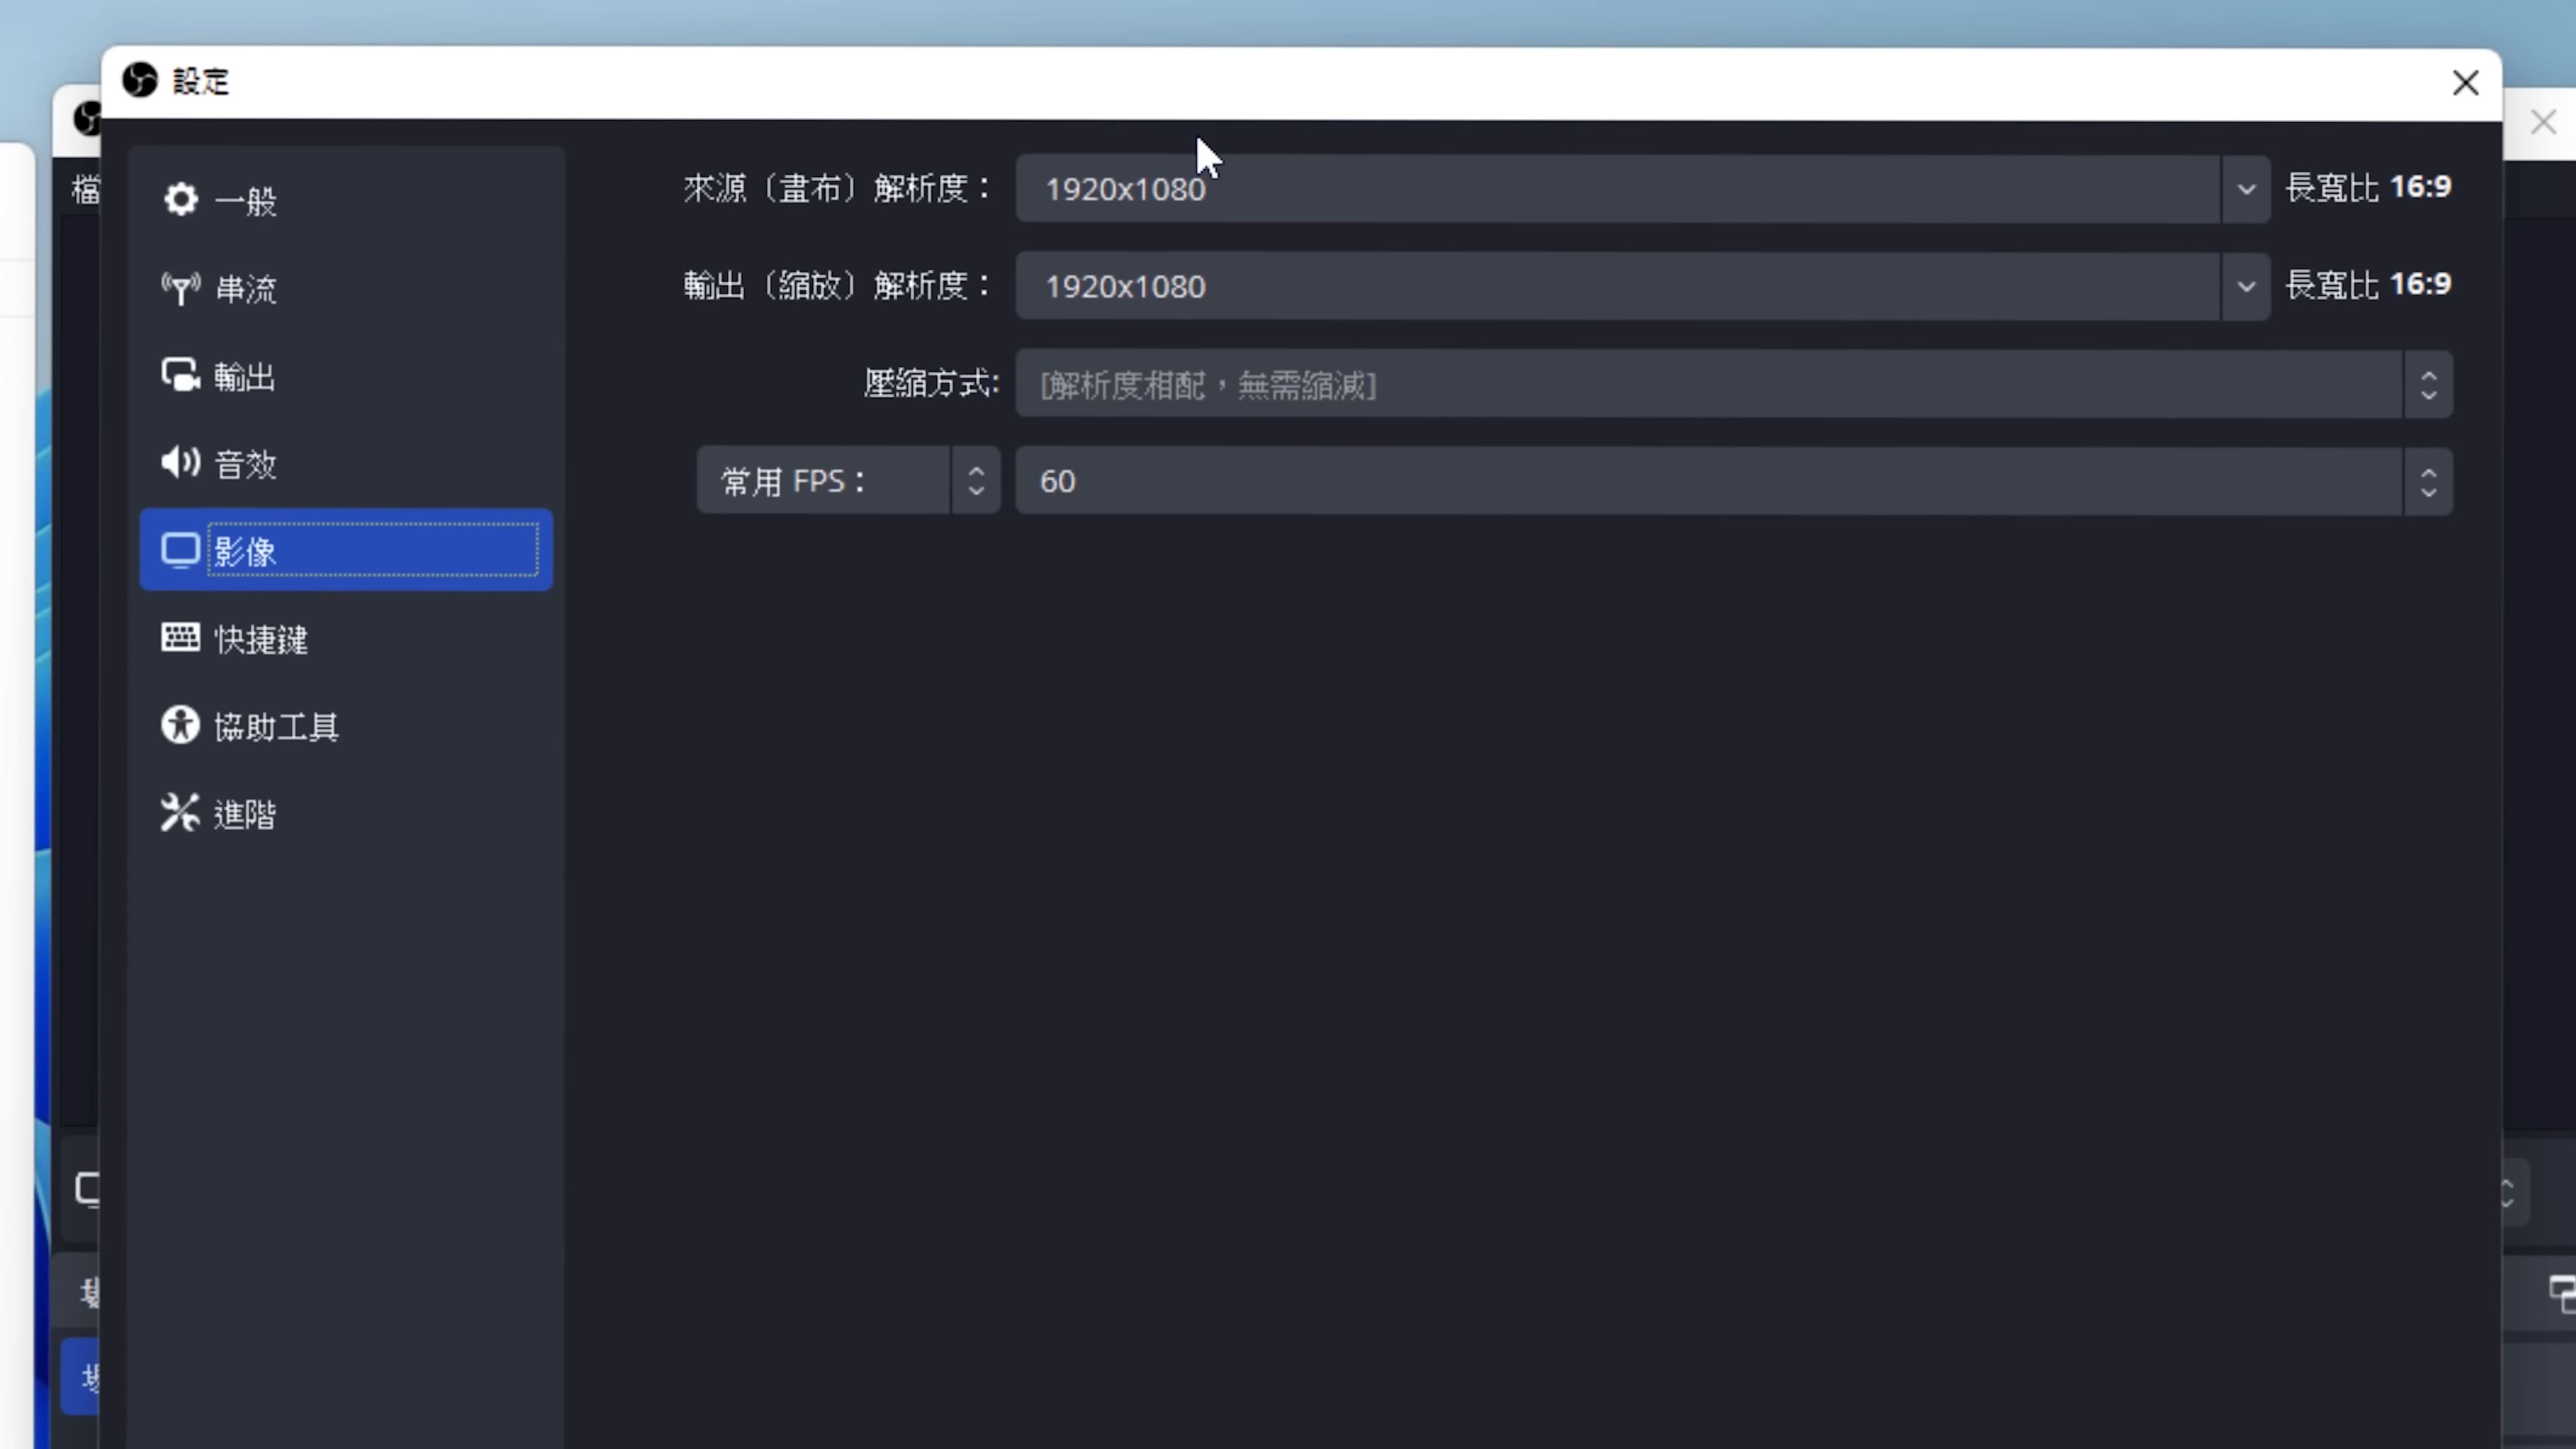 設定
檔
一般
串流
輸出
音效
影像
快捷鍵
協助工具
進階
來源（畫布）解析度： 1920x1080 長寬比 16:9
輸出（縮放）解析度： 1920x1080 長寬比 16:9
壓縮方式: [解析度相配，無需縮減]
常用 FPS： 60